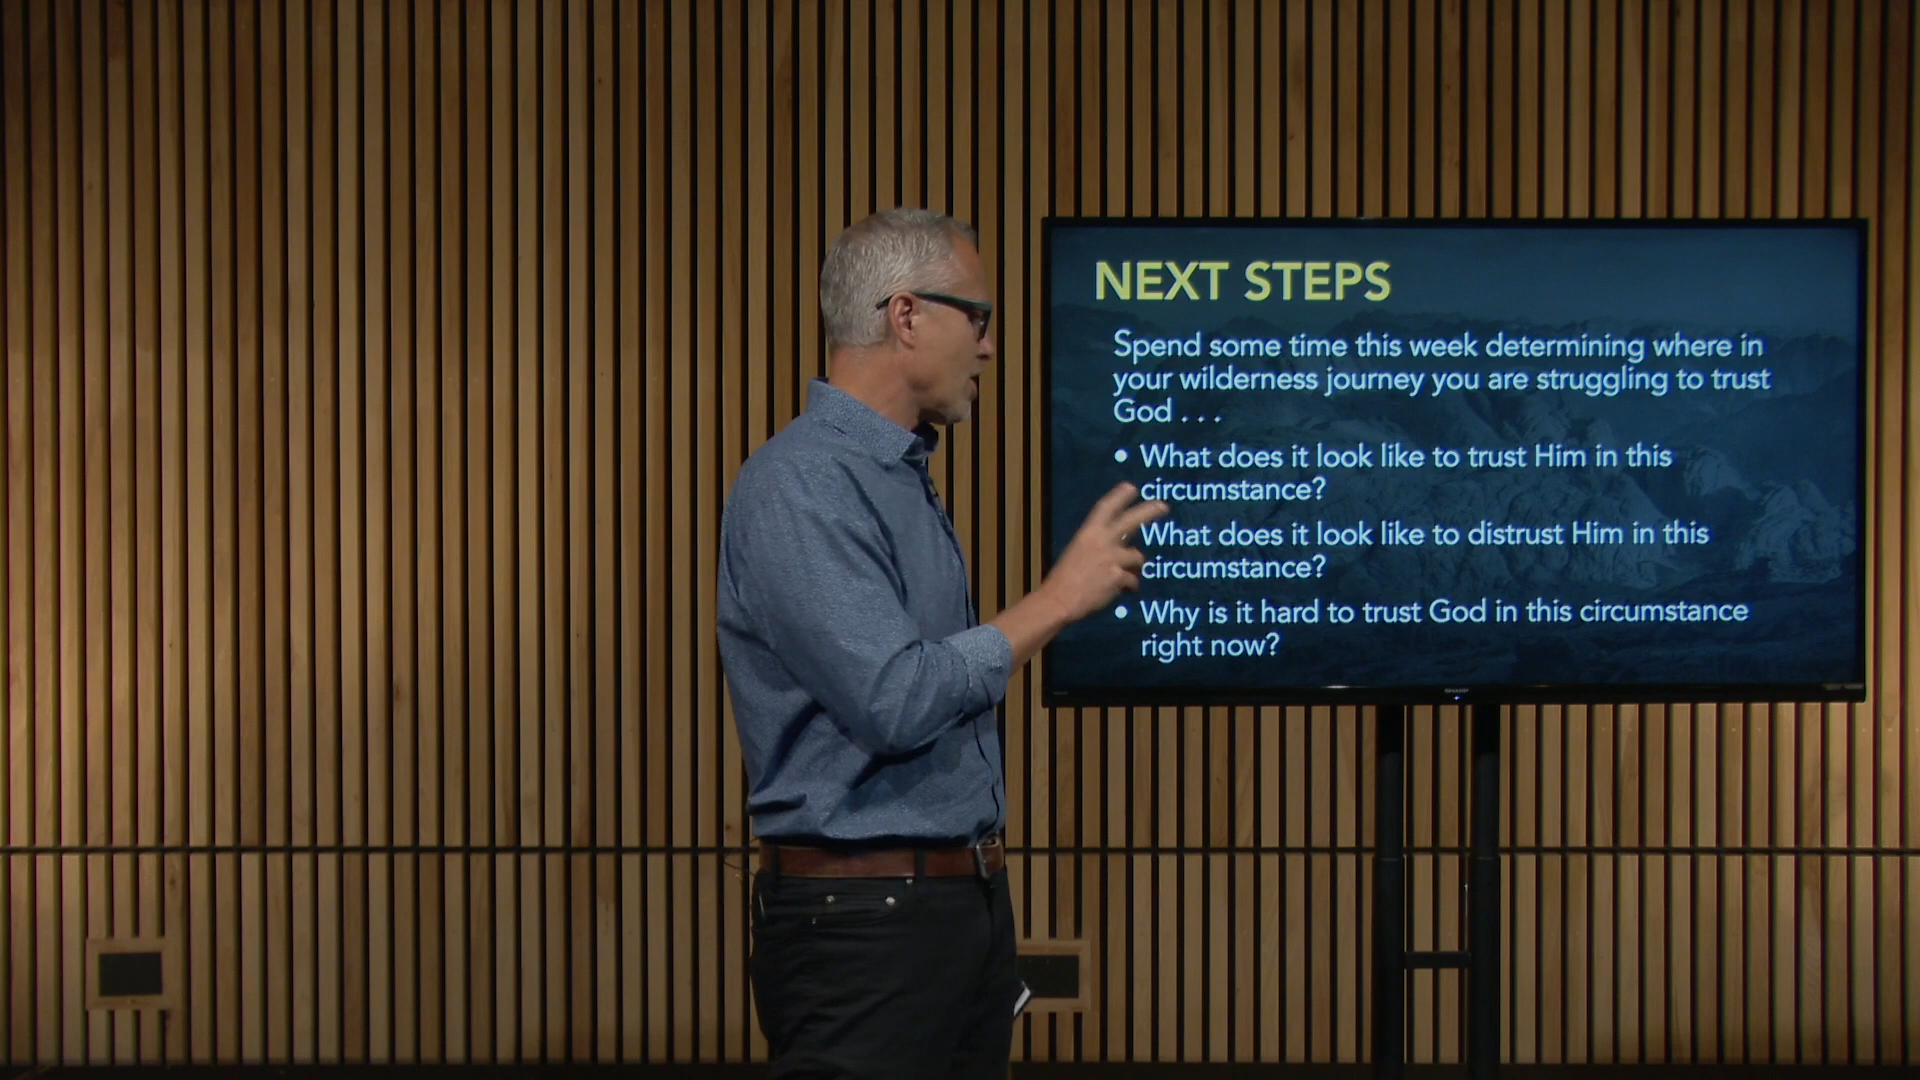 NEXT STEPS
Spend some time this week determining where in
your wilderness journey you are struggling to trust
God . . .
• What does it look like to trust Him in this
circumstance?
What does it look like to distrust Him in this
circumstance?
• Why is it hard to trust God in this circumstance
right now?
SHARP